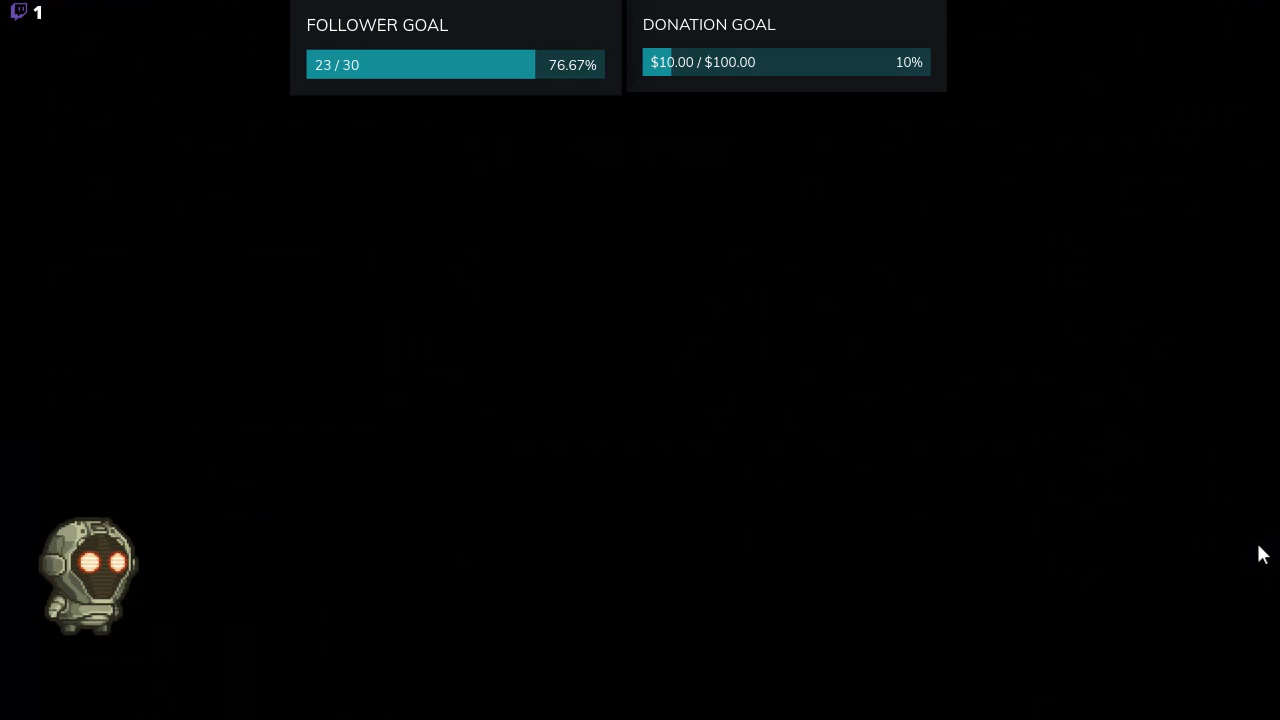 1
FOLLOWER GOAL
23 / 30 76.67%
DONATION GOAL
$10.00 / $100.00 10%